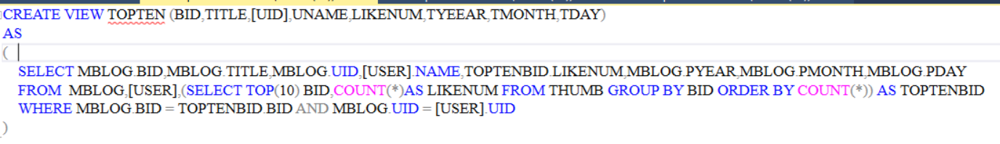 CREATE VIEW TOPTEN (BID,TITLE,[UID],UNAME,LIKENUM,TYEEAR,TMONTH,TDAY)
AS
(
SELECT MBLOG.BID,MBLOG.TITLE,MBLOG.UID,[USER].NAME,TOPTENBID.LIKENUM,MBLOG.PYEAR,MBLOG.PMONTH,MBLOG.PDAY
FROM MBLOG,[USER],(SELECT TOP(10) BID,COUNT(*)AS LIKENUM FROM THUMB GROUP BY BID ORDER BY COUNT(*)) AS TOPTENBID
WHERE MBLOG.BID = TOPTENBID.BID AND MBLOG.UID = [USER].UID
)